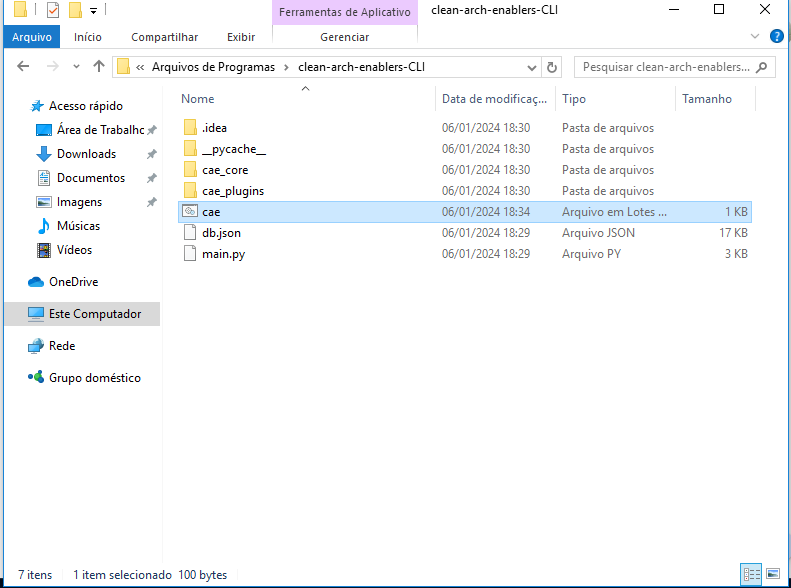 Ferramentas de Aplicativo clean-arch-enablers-CLI
Arquivo Início Compartilhar Exibir Gerenciar
« Arquivos de Programas > clean-arch-enablers-CLI Pesquisar clean-arch-enablers...
Nome Data de modificaç... Tipo Tamanho
Acesso rápido
Área de Trabalho
Downloads
Documentos
Imagens
Músicas
Vídeos
OneDrive
Este Computador
Rede
Grupo doméstico
.idea 06/01/2024 18:30 Pasta de arquivos
__pycache__ 06/01/2024 18:30 Pasta de arquivos
cae_core 06/01/2024 18:30 Pasta de arquivos
cae_plugins 06/01/2024 18:30 Pasta de arquivos
cae 06/01/2024 18:34 Arquivo em Lotes ... 1 KB
db.json 06/01/2024 18:29 Arquivo JSON 17 KB
main.py 06/01/2024 18:29 Arquivo PY 3 KB
7 itens 1 item selecionado 100 bytes